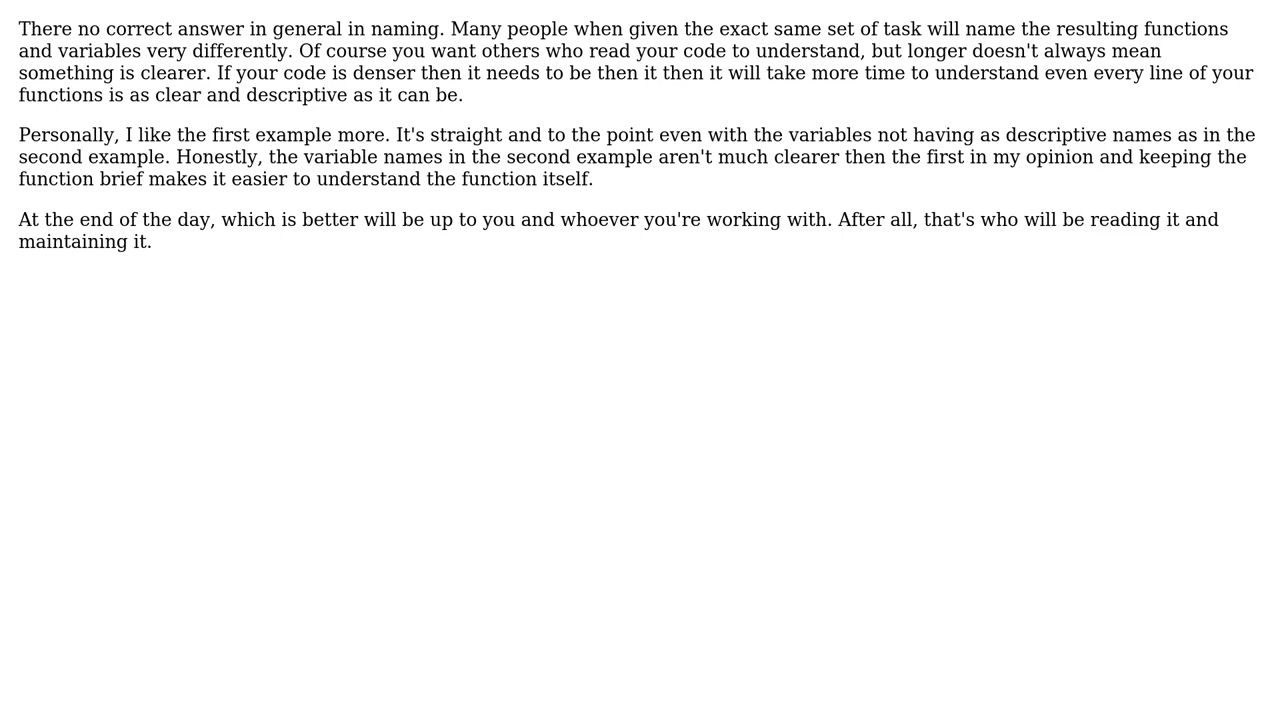 There no correct answer in general in naming. Many people when given the exact same set of task will name the resulting functions
and variables very differently. Of course you want others who read your code to understand, but longer doesn't always mean
something is clearer. If your code is denser then it needs to be then it then it will take more time to understand even every line of your
functions is as clear and descriptive as it can be.
Personally, I like the first example more. It's straight and to the point even with the variables not having as descriptive names as in the
second example. Honestly, the variable names in the second example aren't much clearer then the first in my opinion and keeping the
function brief makes it easier to understand the function itself.
At the end of the day, which is better will be up to you and whoever you're working with. After all, that's who will be reading it and
maintaining it.